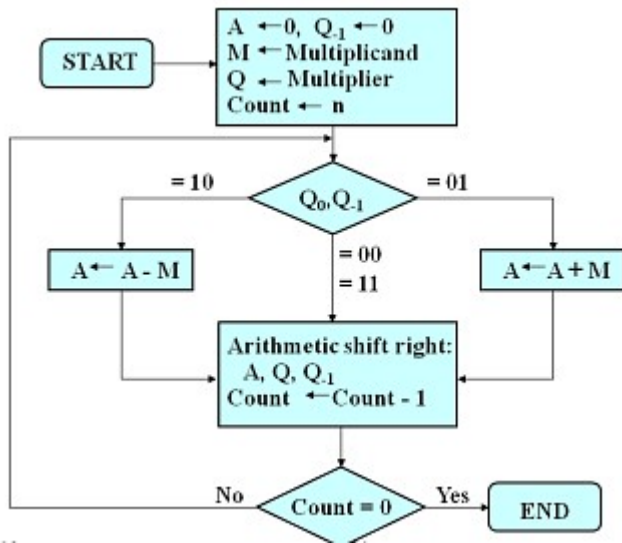 START
A ←0, Q-1 ←0
M ←Multiplicand
Q ← Multiplier
Count ← n
= 10
Q0,Q-1
= 01
= 00
= 11
A← A - M
A←A + M
Arithmetic shift right:
A, Q, Q-1
Count ←Count - 1
No
Count = 0
Yes
END